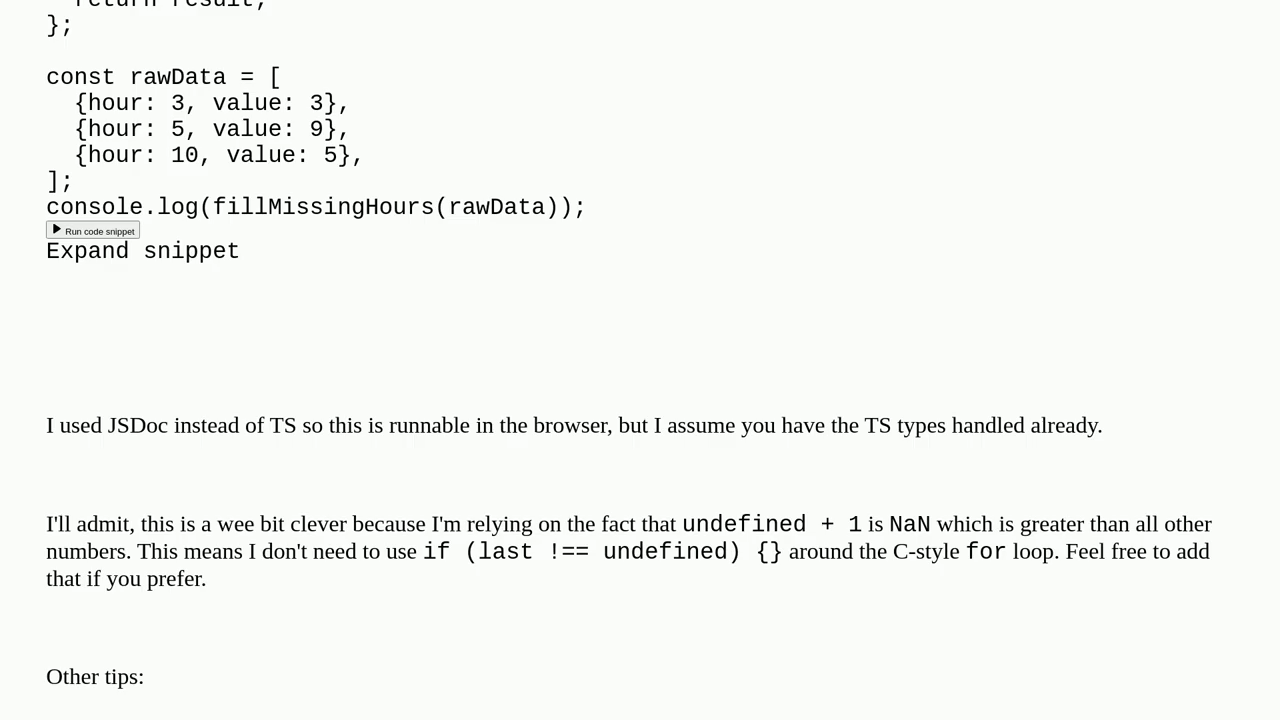 return result;
};
const rawData = [
{hour: 3, value: 3},
{hour: 5, value: 9},
{hour: 10, value: 5},
];
console.log(fillMissingHours(rawData));
Run code snippet
Expand snippet
I used JSDoc instead of TS so this is runnable in the browser, but I assume you have the TS types handled already.
I'll admit, this is a wee bit clever because I'm relying on the fact that undefined + 1 is NaN which is greater than all other
numbers. This means I don't need to use if (last !== undefined) {} around the C-style for loop. Feel free to add
that if you prefer.
Other tips: